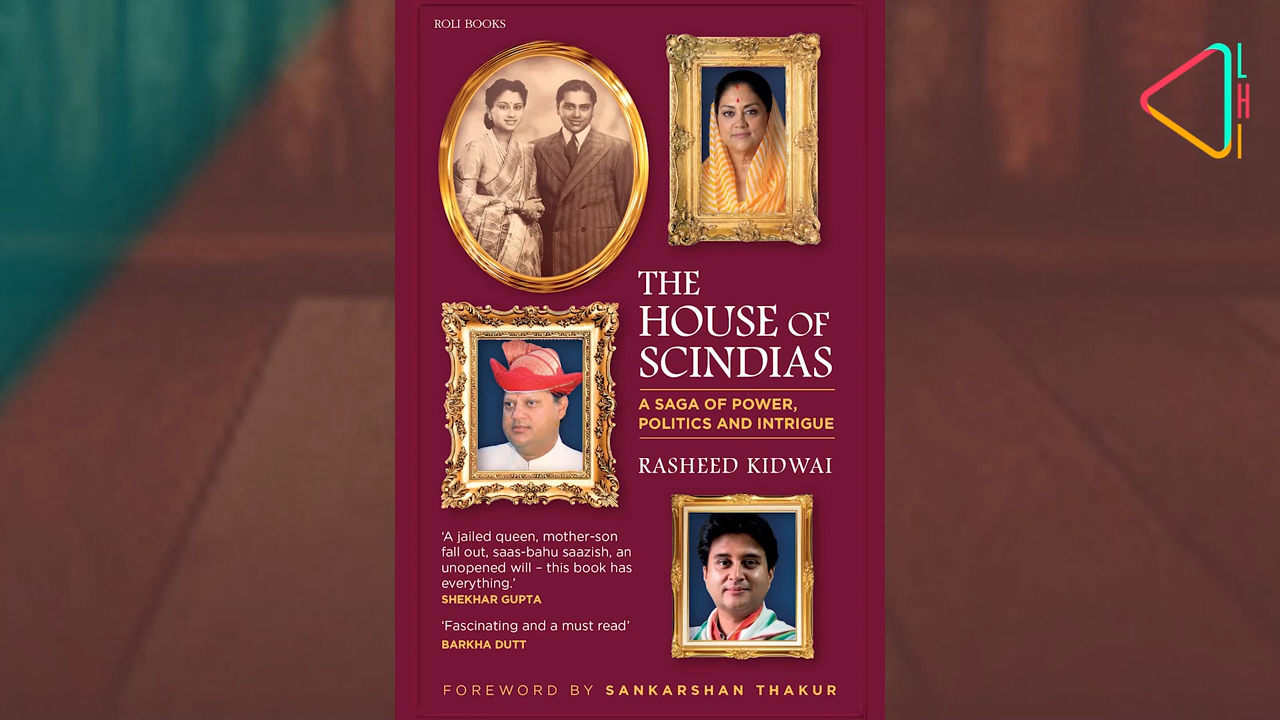 ROLI BOOKS
THE
HOUSE OF
SCINDIAS
A SAGA OF POWER,
POLITICS AND INTRIGUE
RASHEED KIDWAI
‘A jailed queen, mother-son
fall out, saas-bahu saazish, an
unopened will – this book has
everything.’
SHEKHAR GUPTA
‘Fascinating and a must read’
BARKHA DUTT
FOREWORD BY SANKARSHAN THAKUR
LHI